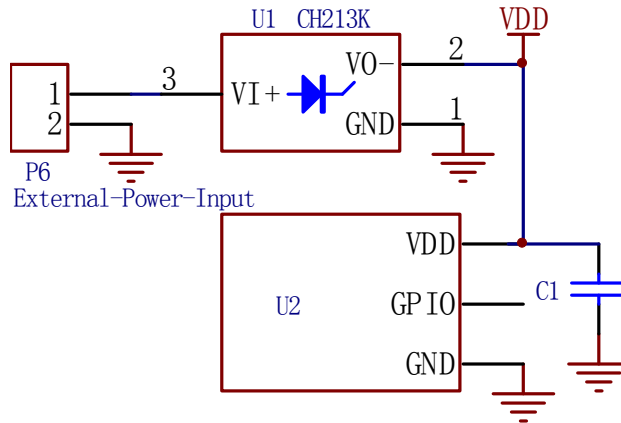 U1 CH213K
VDD
1
2
3
VI+
VO-
2
GND
1
P6
External-Power-Input
U2
VDD
GPIO
GND
C1